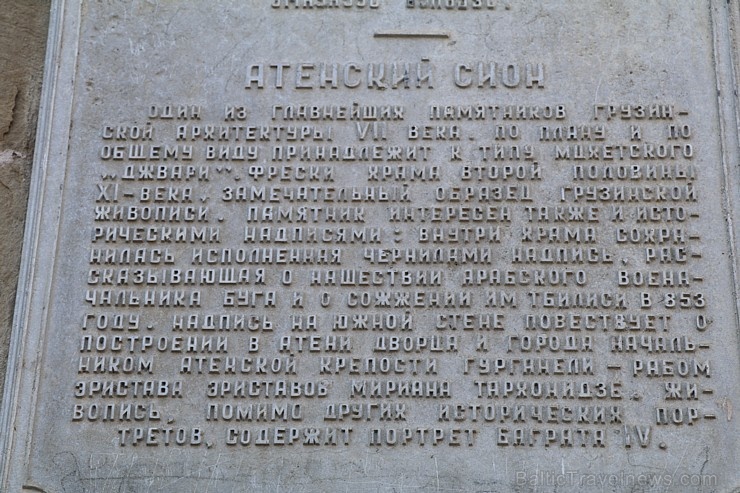 АТЕНСКИЙ СИОН
ОДИН ИЗ ГЛАВНЕЙШИХ ПАМЯТНИКОВ ГРУЗИН-
СКОЙ АРХИТЕКТУРЫ VII ВЕКА. ПО ПЛАНУ И ПО
ОБЩЕМУ ВИДУ ПРИНАДЛЕЖИТ К ТИПУ МЦХЕТСКОГО
„ДЖВАРИ“. ФРЕСКИ ХРАМА ВТОРОЙ ПОЛОВИНЫ
XI-ВЕКА. ЗАМЕЧАТЕЛЬНЫЙ ОБРАЗЕЦ ГРУЗИНСКОЙ
ЖИВОПИСИ. ПАМЯТНИК ИНТЕРЕСЕН ТАКЖЕ И ИСТО-
РИЧЕСКИМИ НАДПИСЯМИ: ВНУТРИ ХРАМА СОХРА-
НИЛАСЬ ИСПОЛНЕННАЯ ЧЕРНИЛАМИ НАДПИСЬ, РАС-
СКАЗЫВАЮЩАЯ О НАШЕСТВИИ АРАБСКОГО ВОЕНА-
ЧАЛЬНИКА БУГА И О СОЖЖЕНИИ ИМ ТБИЛИСИ В 853
ГОДУ. НАДПИСЬ НА ЮЖНОЙ СТЕНЕ ПОВЕСТВУЕТ О
ПОСТРОЕНИИ В АТЕНИ ДВОРЦА И ГОРОДА НАЧАЛЬ-
НИКОМ АТЕНСКОЙ КРЕПОСТИ ГУРГАНЕЛИ - РАБОМ
ЭРИСТАВА ЭРИСТАВОВ МИРИАНА ТАРХОНИДЗЕ. ЖИ-
ВОПИСЬ, ПОМИМО ДРУГИХ ИСТОРИЧЕСКИХ ПОР-
ТРЕТОВ, СОДЕРЖИТ ПОРТРЕТ БАГРАТА IV.
BalticTravelnews.com